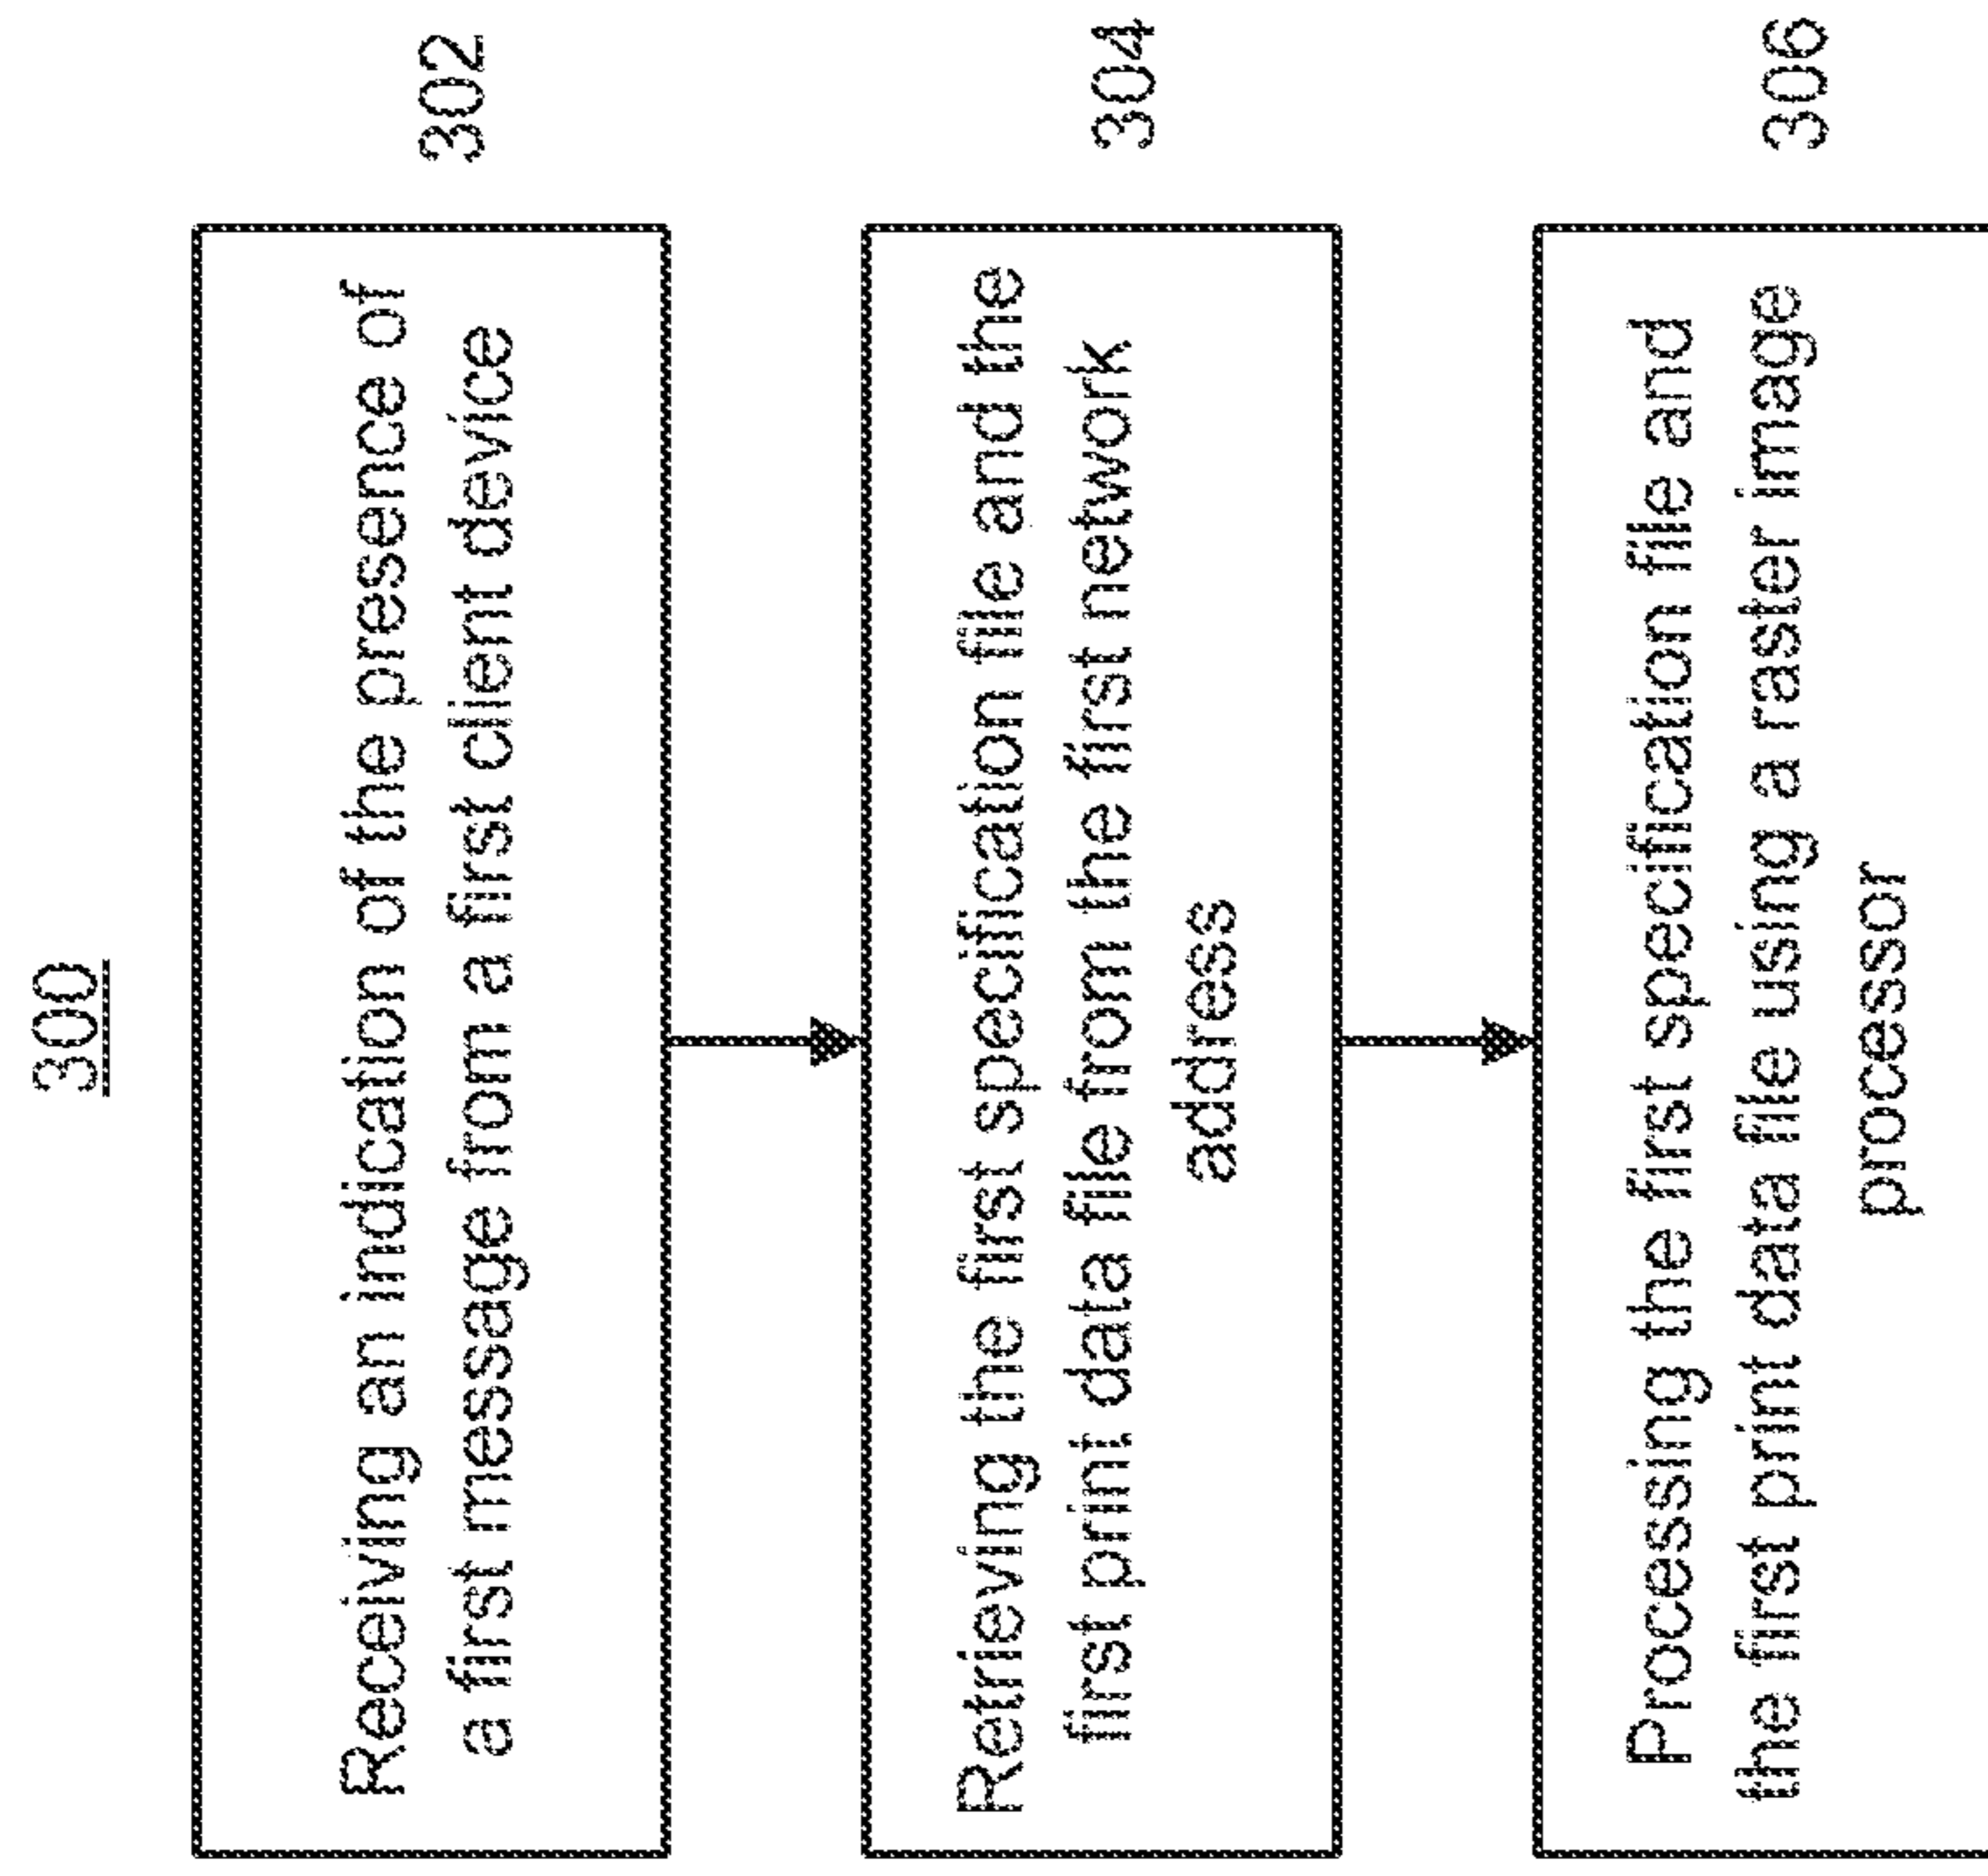 300
Receiving an indication of the presence of
a first message from a first client device
302
Retrieving the first specification file and the
first print data file from the first network
address
304
Processing the first specification file and
the first print data file using a raster image
processor
306